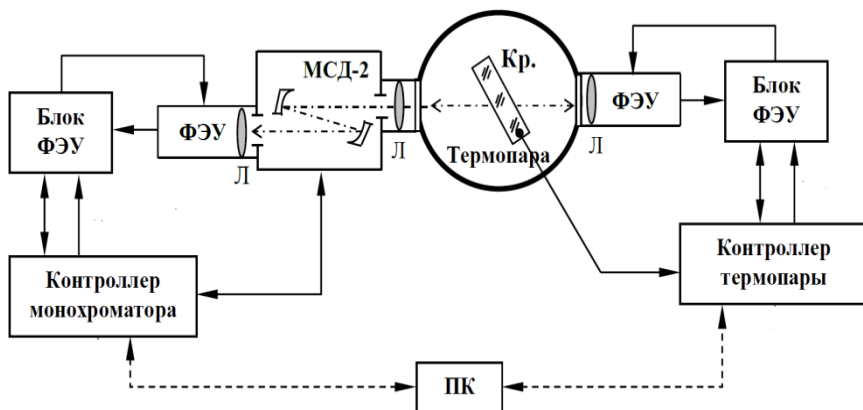 МСД-2
Кр.
Блок
ФЭУ
ФЭУ
Л
Л
Термопара
Л
ФЭУ
Блок
ФЭУ
Контроллер
монохроматора
Контроллер
термопары
ПК